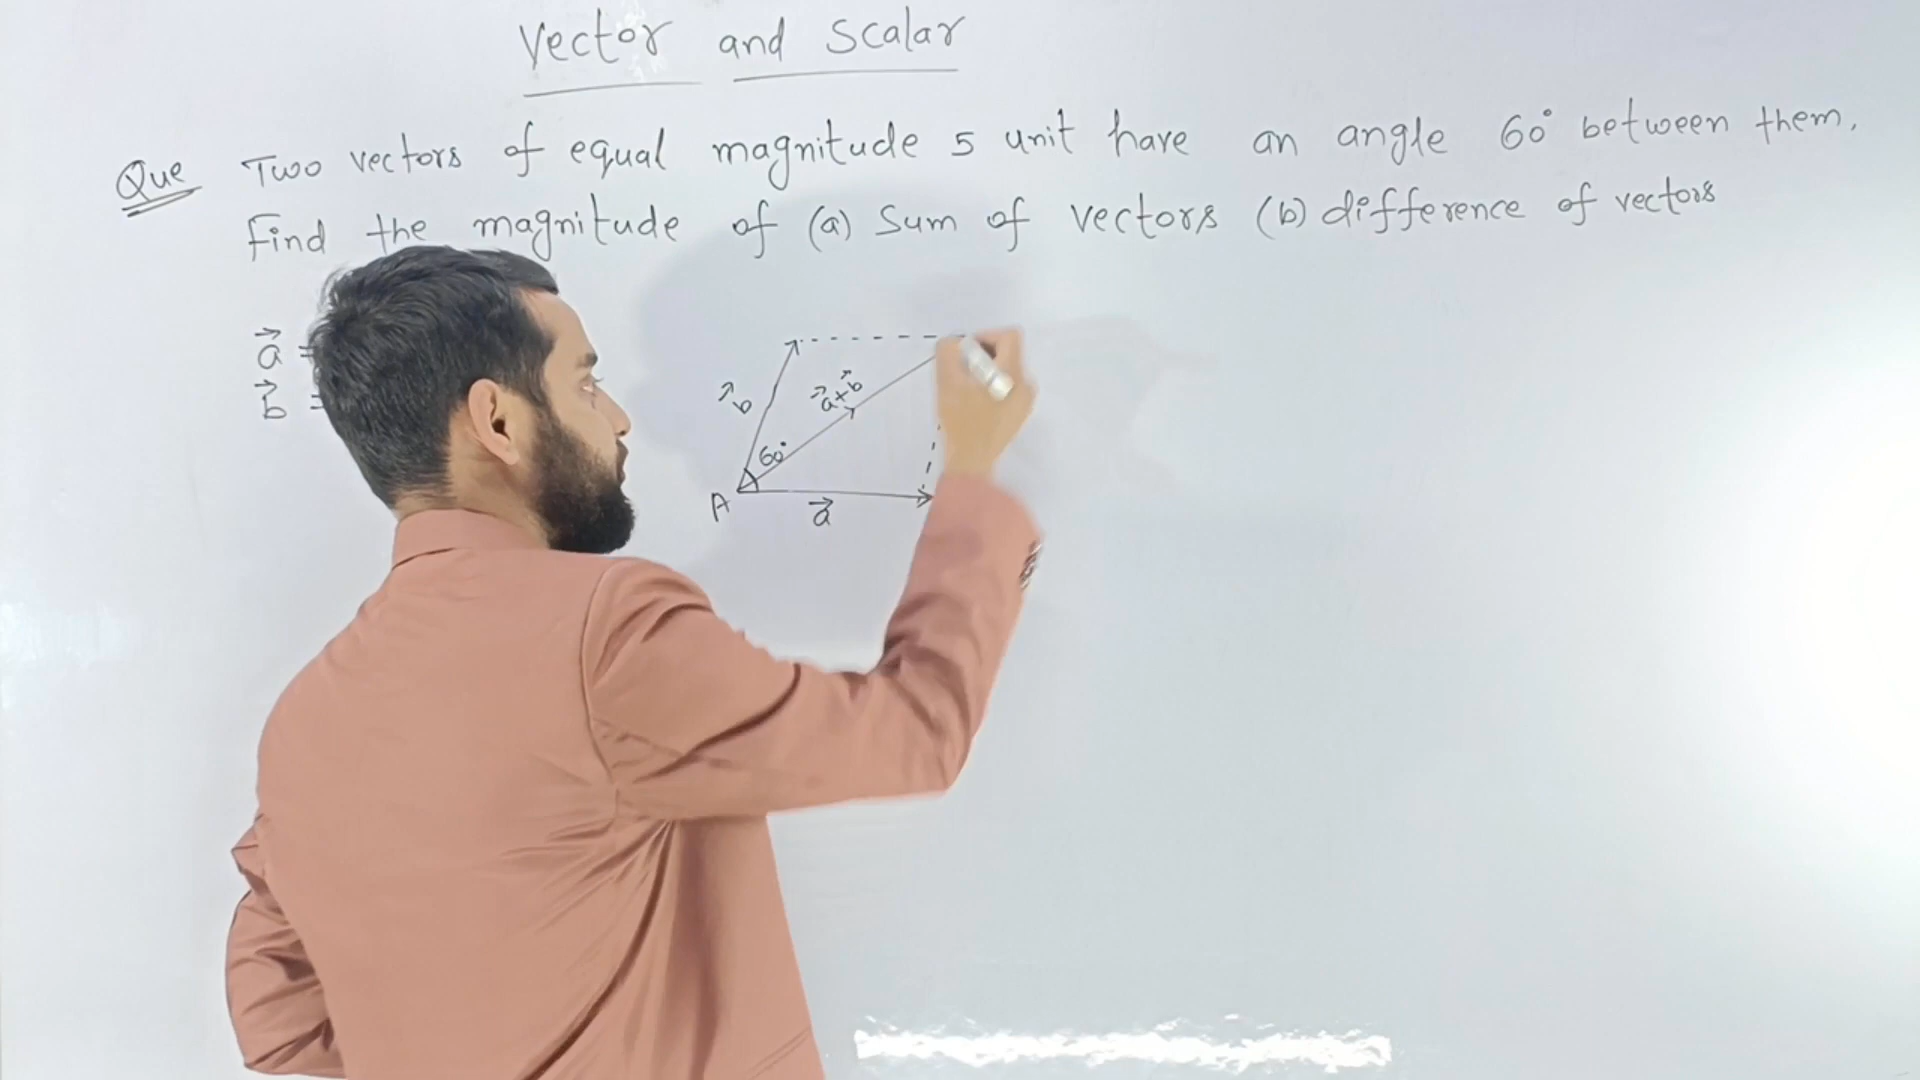 Vector and Scalar
Que Two vectors of equal magnitude 5 unit have an angle 60° between them.
Find the magnitude of (a) Sum of vectors (b) difference of vectors
a⃗ =
b⃗ =
b⃗
a⃗+b⃗
60°
A
a⃗